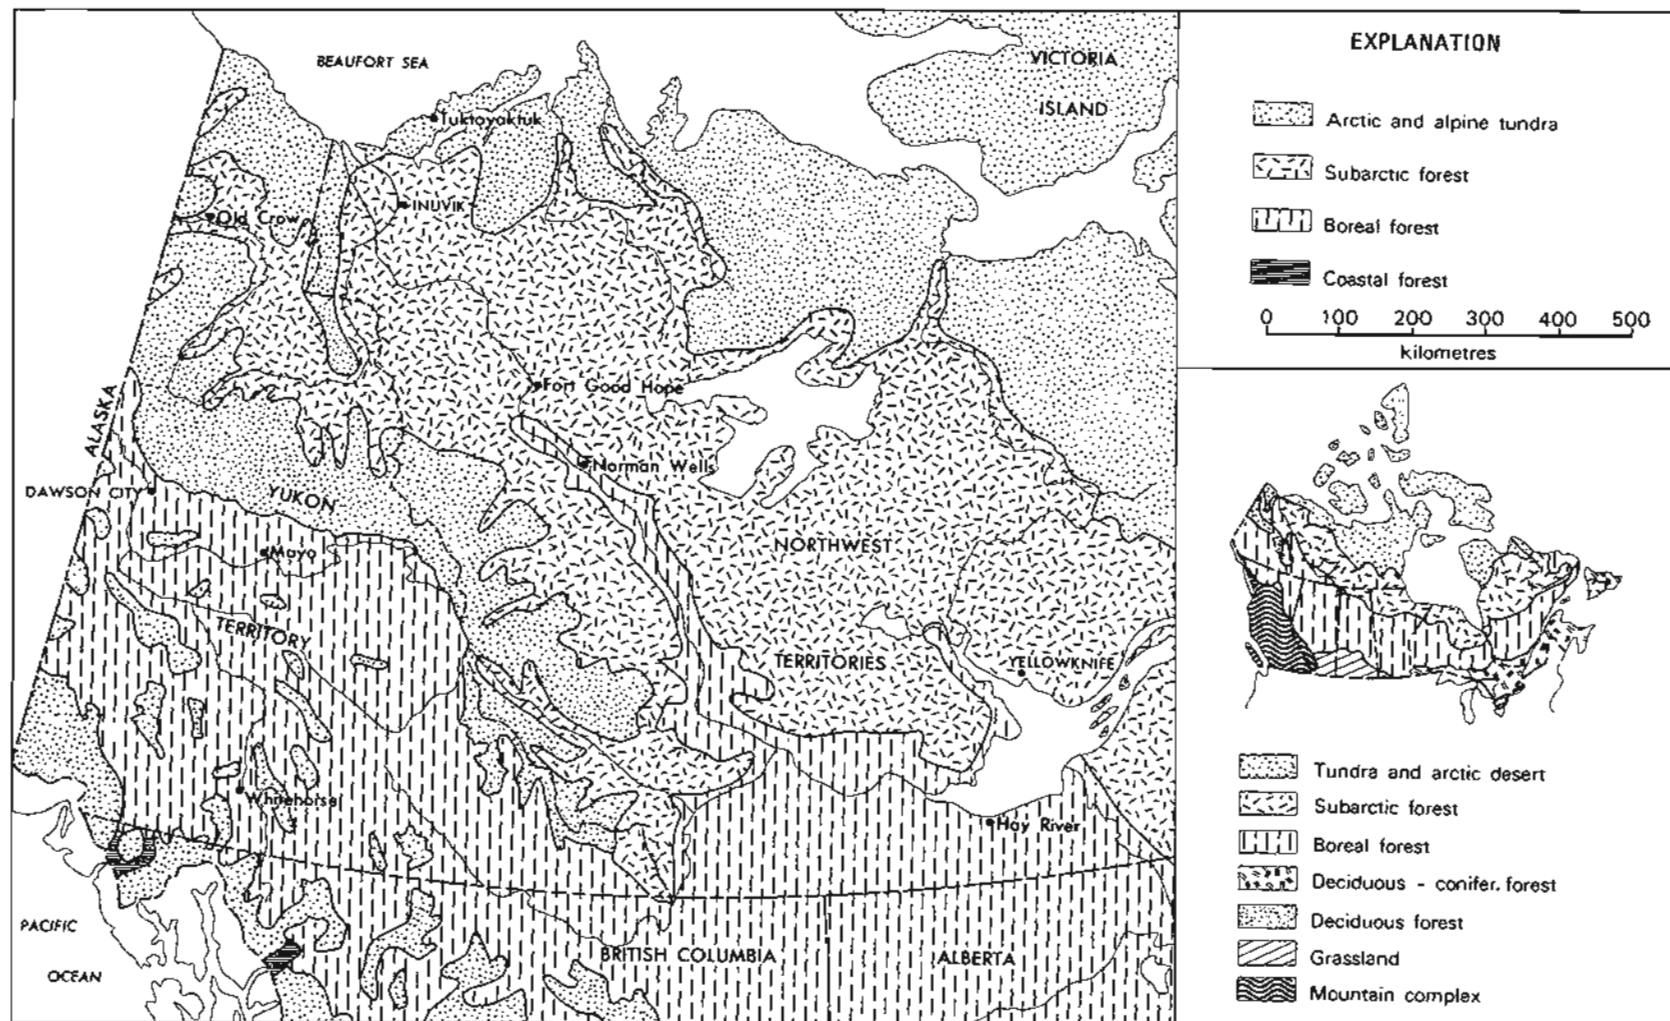 BEAUFORT SEA
VICTORIA
ISLAND
Tuktoyaktuk
Old Crow
INUVIK
Fort Good Hope
ALASKA
Norman Wells
DAWSON CITY
YUKON
Mayo
NORTHWEST
TERRITORY
TERRITORIES
YELLOWKNIFE
Whitehorse
Hay River
PACIFIC
OCEAN
BRITISH COLUMBIA
ALBERTA
EXPLANATION
Arctic and alpine tundra
Subarctic forest
Boreal forest
Coastal forest
0 100 200 300 400 500
kilometres
Tundra and arctic desert
Subarctic forest
Boreal forest
Deciduous - conifer. forest
Deciduous forest
Grassland
Mountain complex